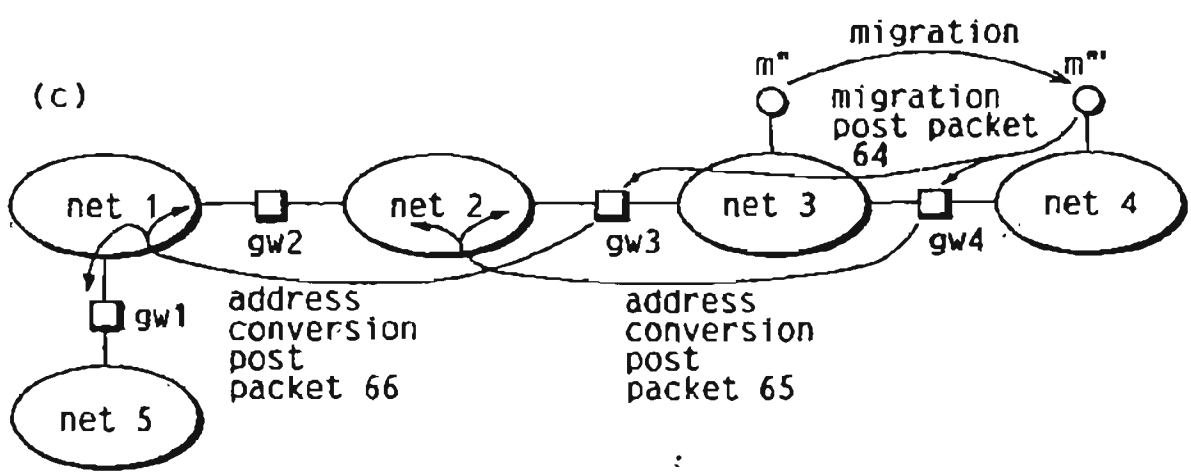 migration
m" m"'
(c)
migration
post packet
64
net 1 net 2 net 3 net 4
gw2 gw3 gw4
address
conversion
post
packet 66
address
conversion
post
packet 65
gw1
net 5